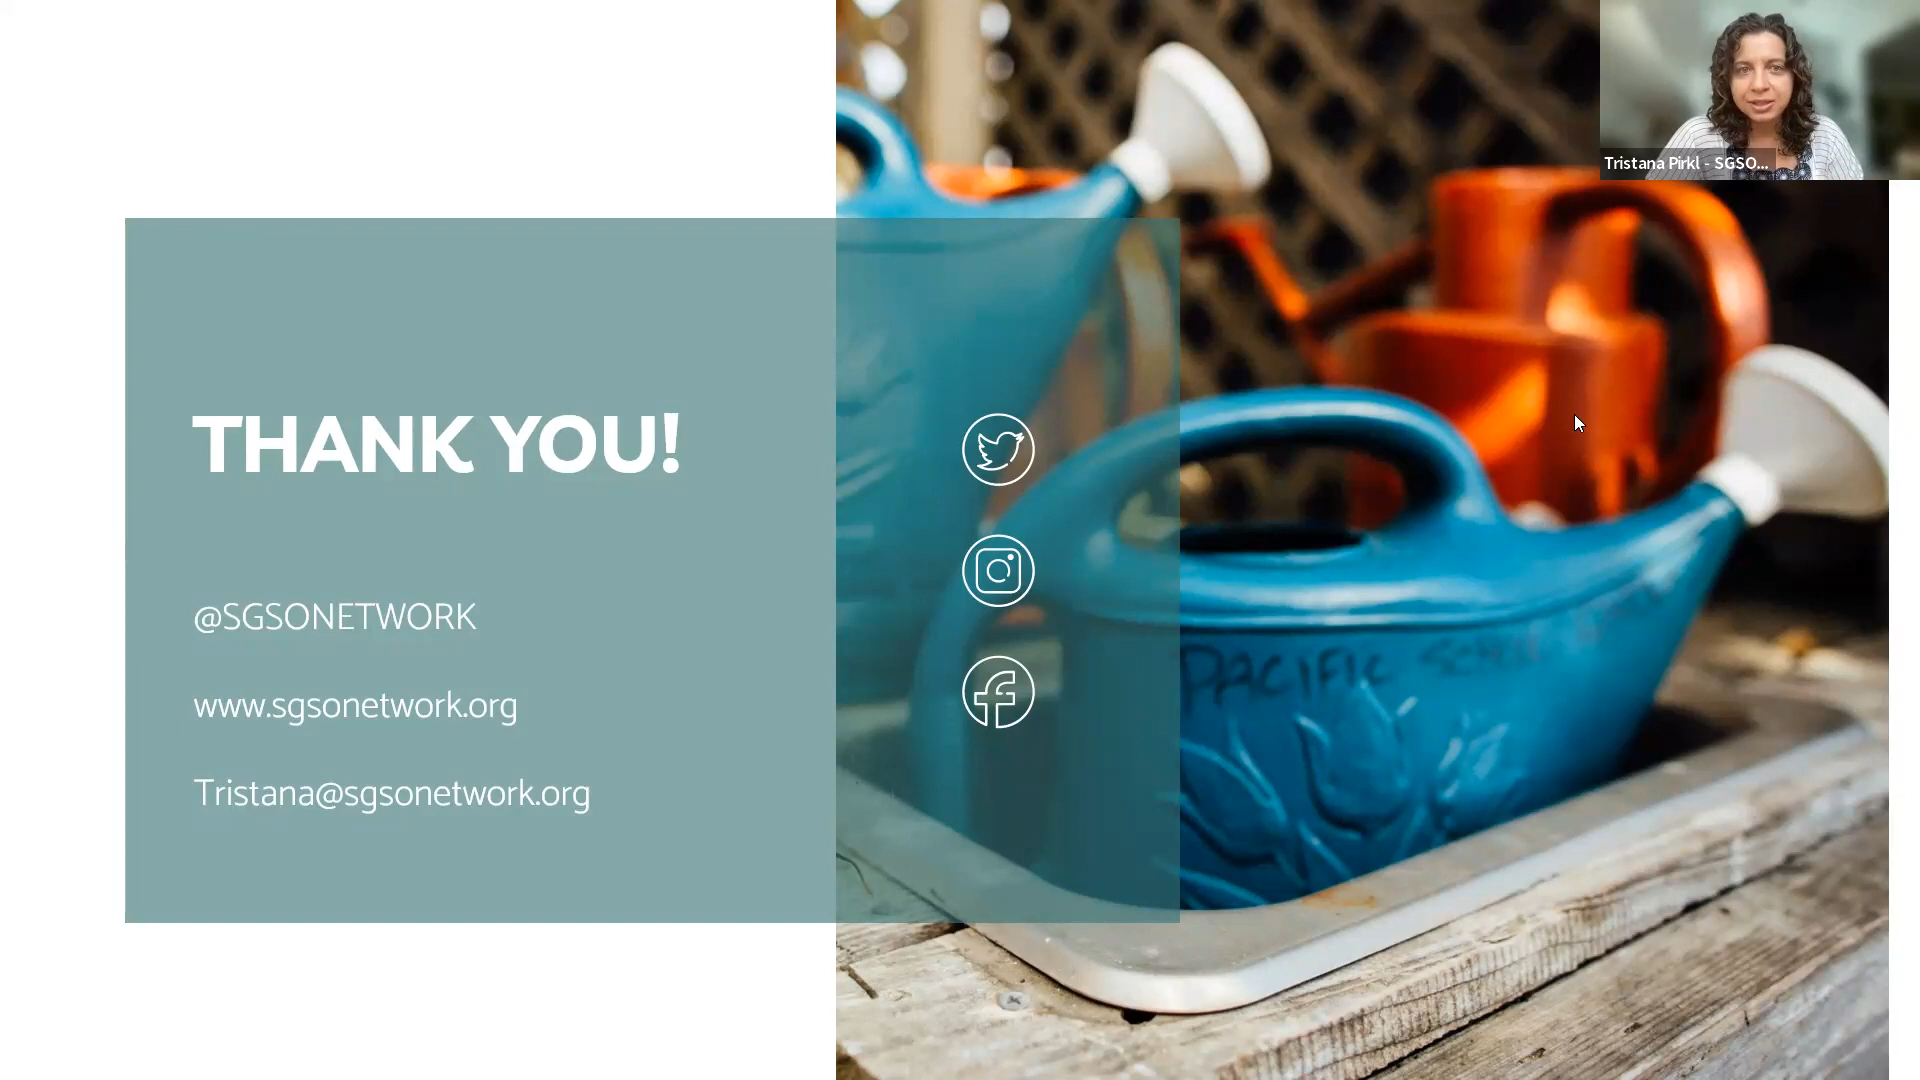 Tristana Pirkl - SGSO...
THANK YOU!
@SGSONETWORK
www.sgsonetwork.org
Tristana@sgsonetwork.org
PACIFIC